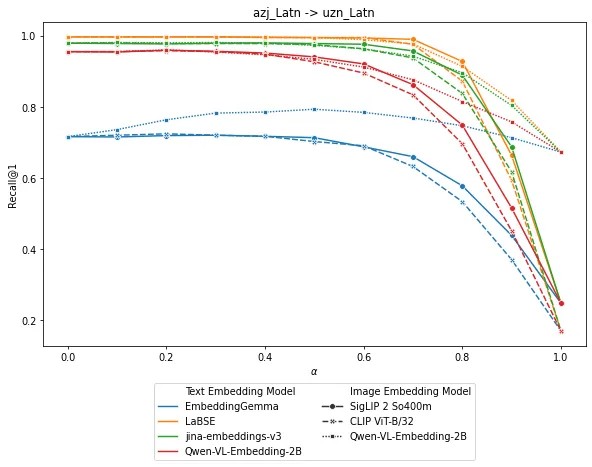 azj_Latn -> uzn_Latn
Recall@1
1.0
0.8
0.6
0.4
0.2
0.0 0.2 0.4 0.6 0.8 1.0
α
Text Embedding Model
EmbeddingGemma
LaBSE
jina-embeddings-v3
Qwen-VL-Embedding-2B
Image Embedding Model
SigLIP 2 So400m
CLIP ViT-B/32
Qwen-VL-Embedding-2B